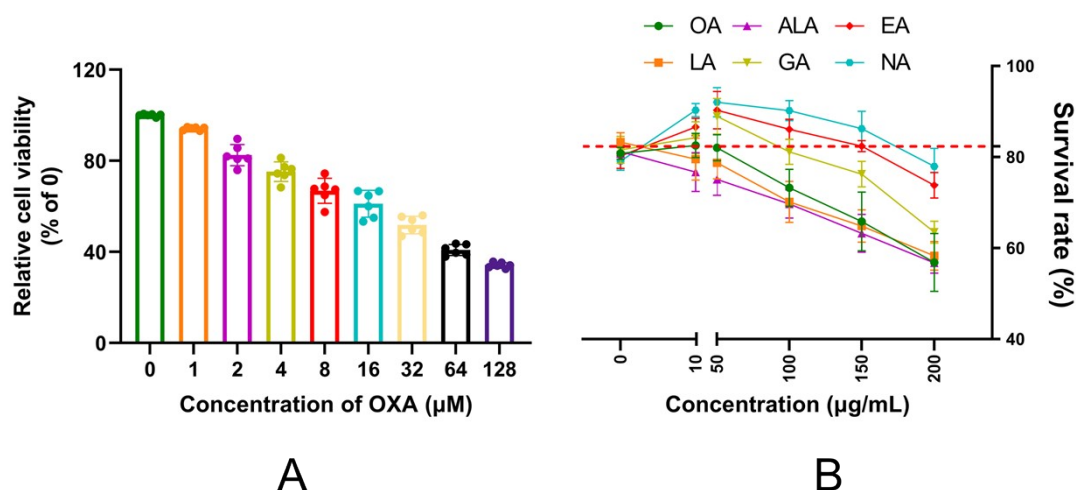 120
80
40
0
Relative cell viability
(% of 0)
0 1 2 4 8 16 32 64 128
Concentration of OXA (µM)
A
OA ALA EA
LA GA NA
100
80
60
40
Survival rate (%)
0 10 50 100 150 200
Concentration (µg/mL)
B